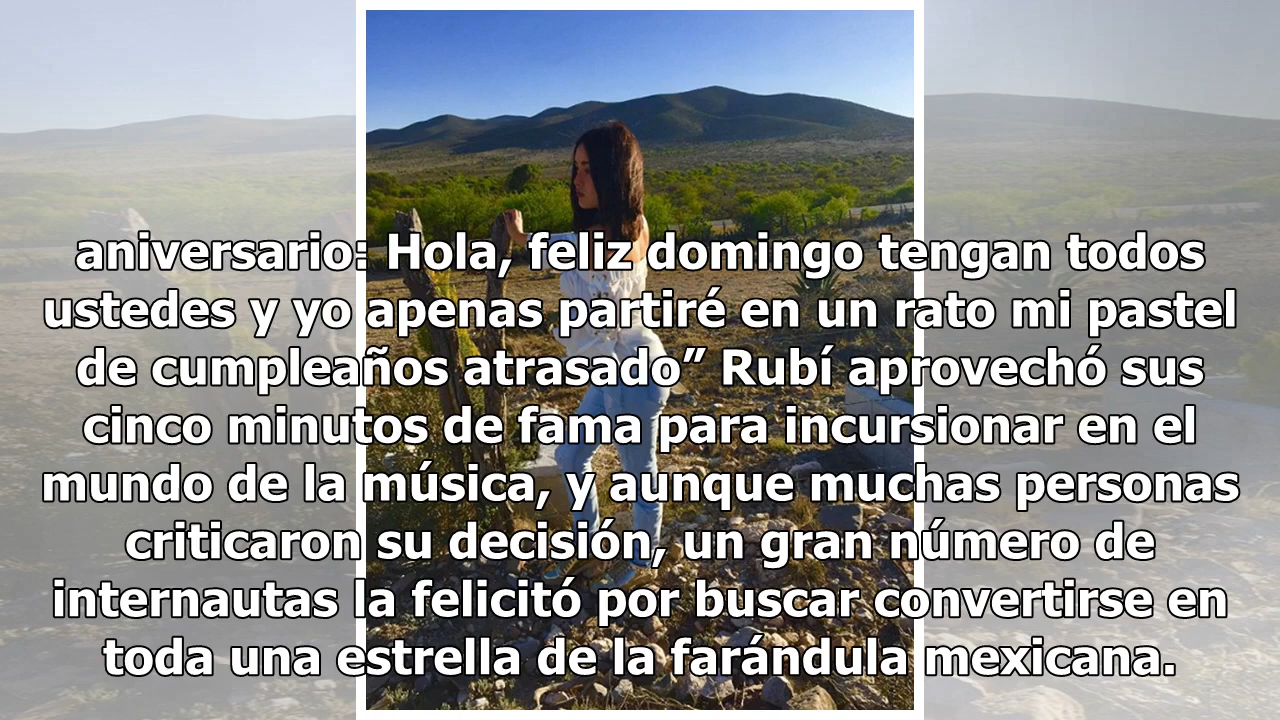 aniversario: Hola, feliz domingo tengan todos
ustedes y yo apenas partiré en un rato mi pastel
de cumpleaños atrasado” Rubí aprovechó sus
cinco minutos de fama para incursionar en el
mundo de la música, y aunque muchas personas
criticaron su decisión, un gran número de
internautas la felicitó por buscar convertirse en
toda una estrella de la farándula mexicana.